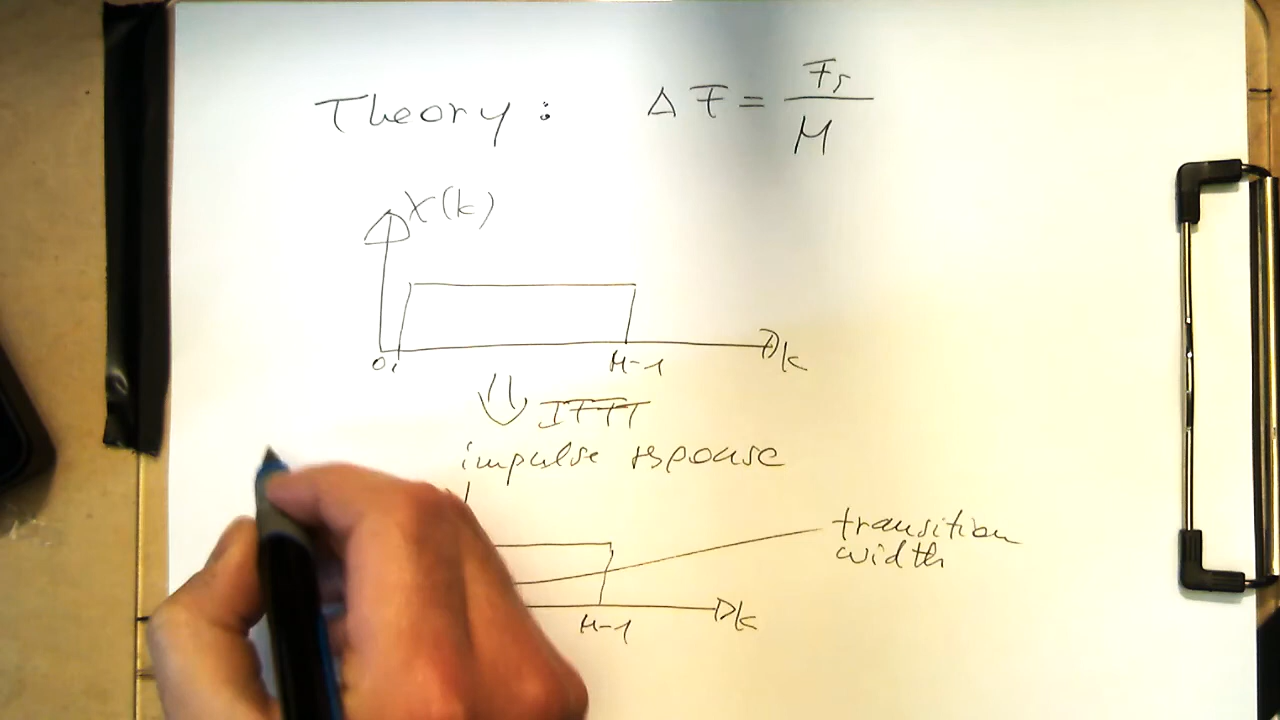 Theory: ΔF = Fs / M
X(k)
0 1 M-1 k
IFFT
impulse response
transition
width
M-1 k